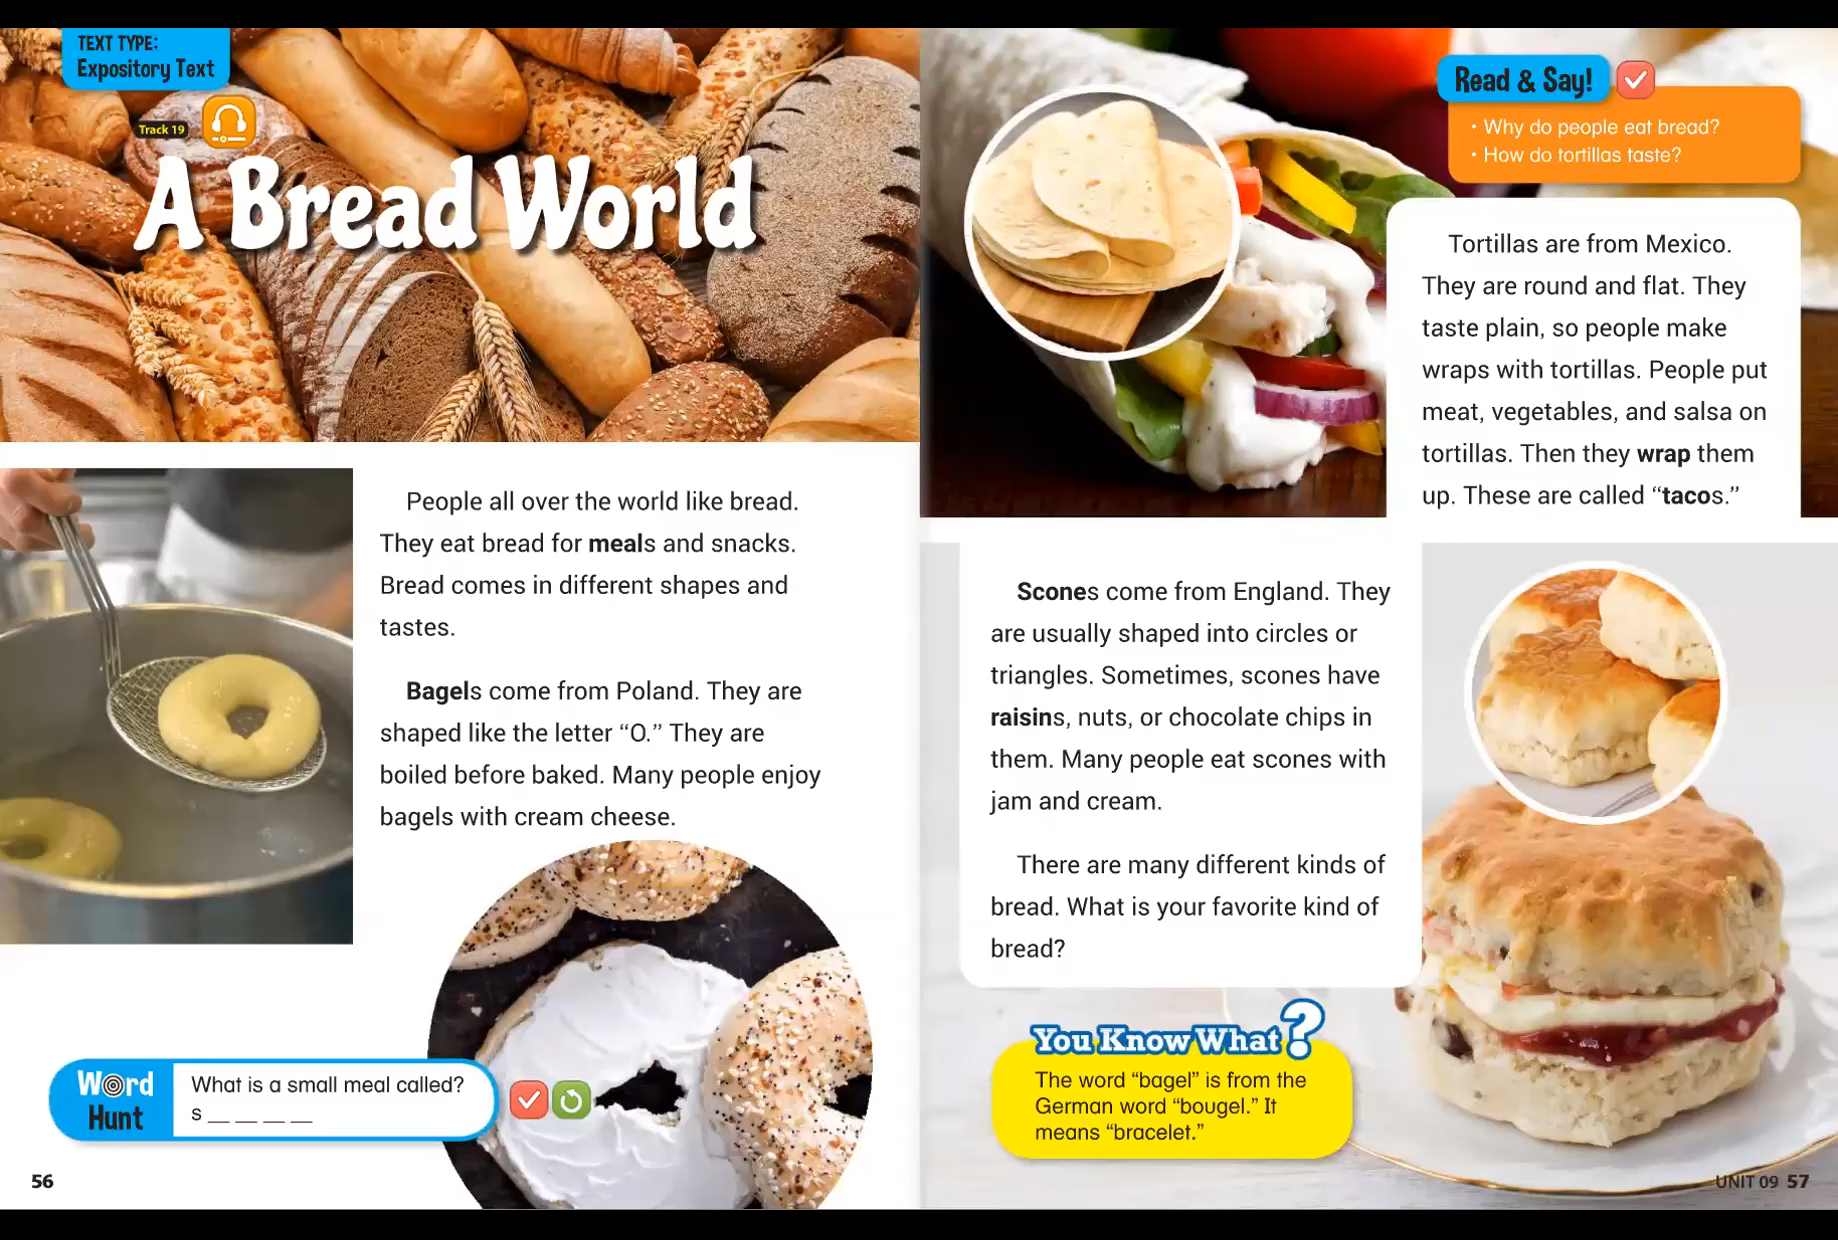 TEXT TYPE:
Expository Text
Track 19
A Bread World
People all over the world like bread.
They eat bread for meals and snacks.
Bread comes in different shapes and
tastes.
Bagels come from Poland. They are
shaped like the letter “O.” They are
boiled before baked. Many people enjoy
bagels with cream cheese.
Word
Hunt
What is a small meal called?
s __ __ __ __
56
Read & Say!
• Why do people eat bread?
• How do tortillas taste?
Tortillas are from Mexico.
They are round and flat. They
taste plain, so people make
wraps with tortillas. People put
meat, vegetables, and salsa on
tortillas. Then they wrap them
up. These are called “tacos.”
Scones come from England. They
are usually shaped into circles or
triangles. Sometimes, scones have
raisins, nuts, or chocolate chips in
them. Many people eat scones with
jam and cream.
There are many different kinds of
bread. What is your favorite kind of
bread?
You Know What?
The word “bagel” is from the
German word “bougel.” It
means “bracelet.”
UNIT 09 57